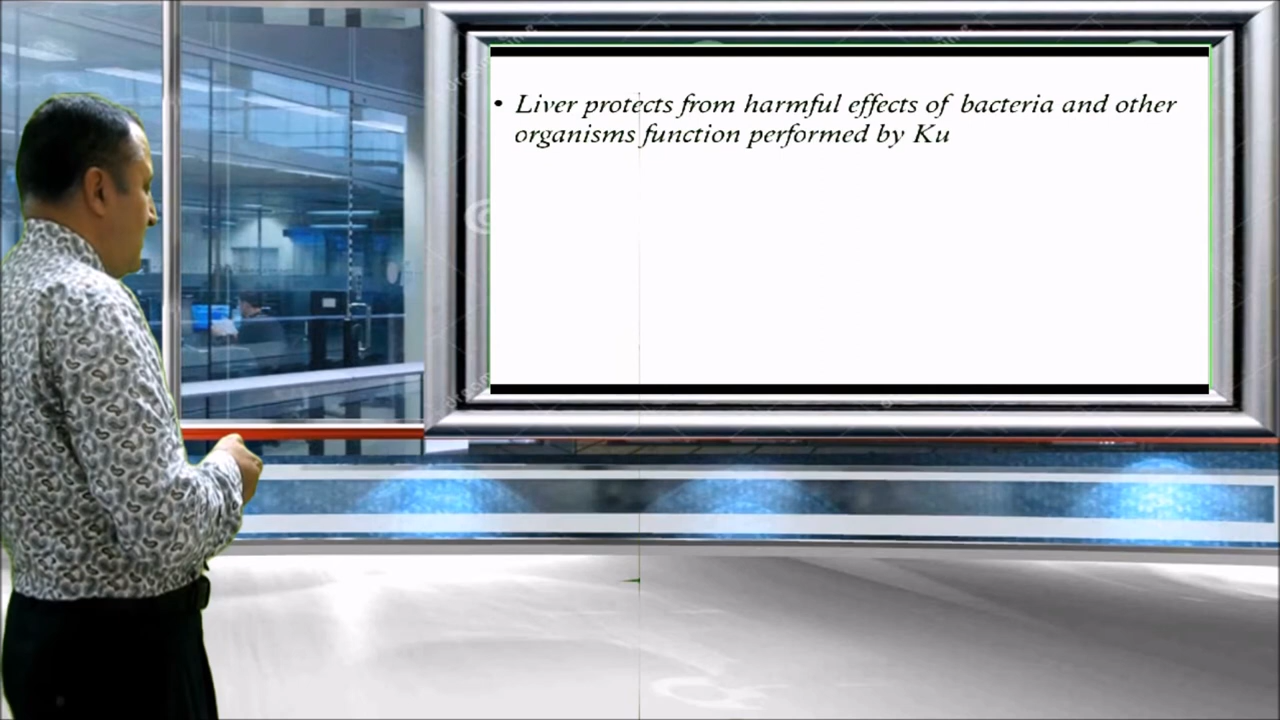 • Liver protects from harmful effects of bacteria and other
organisms function performed by Ku